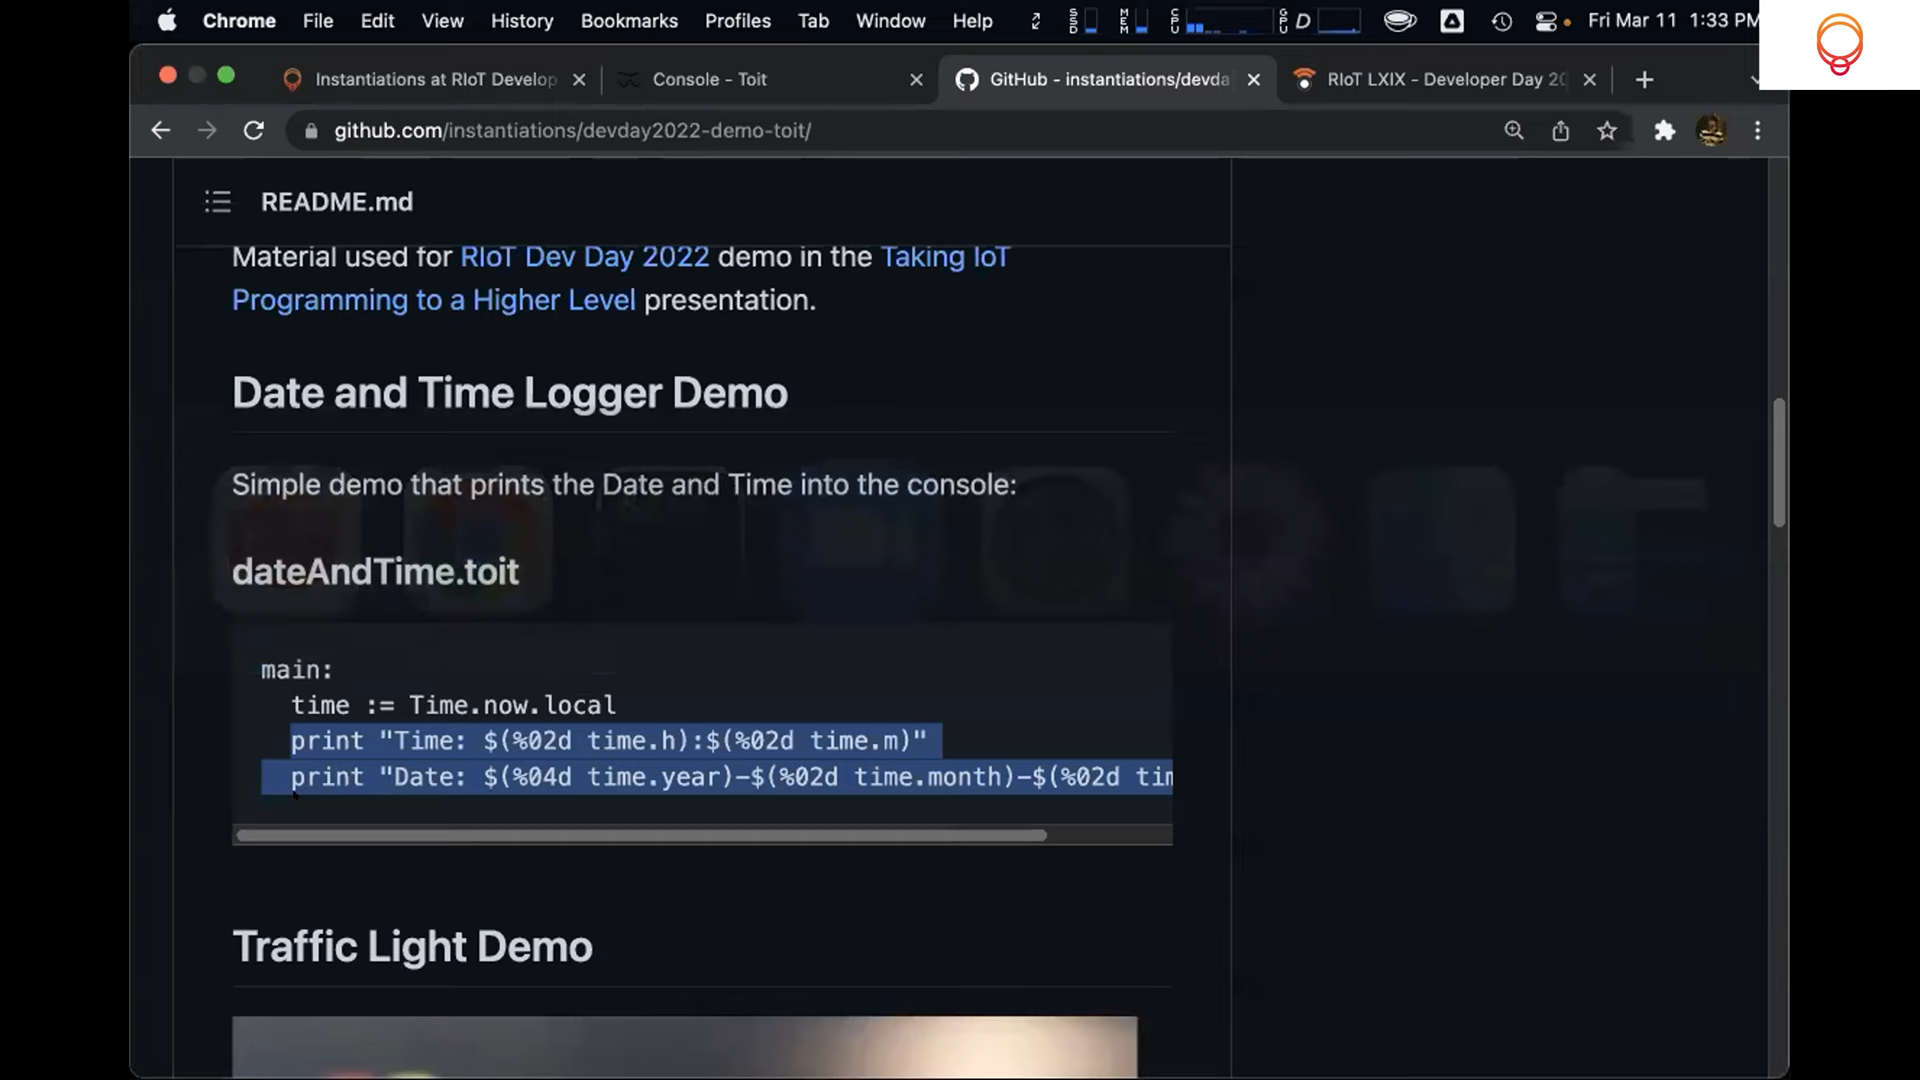 Chrome File Edit View History Bookmarks Profiles Tab Window Help SSD MEM CPU GPU D Fri Mar 11 1:33 PM
Instantiations at RIoT Develop Console - Toit GitHub - instantiations/devda RIoT LXIX - Developer Day 20
github.com/instantiations/devday2022-demo-toit/
README.md
Material used for RIoT Dev Day 2022 demo in the Taking IoT
Programming to a Higher Level presentation.
Date and Time Logger Demo
Simple demo that prints the Date and Time into the console:
dateAndTime.toit
main:
time := Time.now.local
print "Time: $(%02d time.h):$(%02d time.m)"
print "Date: $(%04d time.year)-$(%02d time.month)-$(%02d tim
Traffic Light Demo